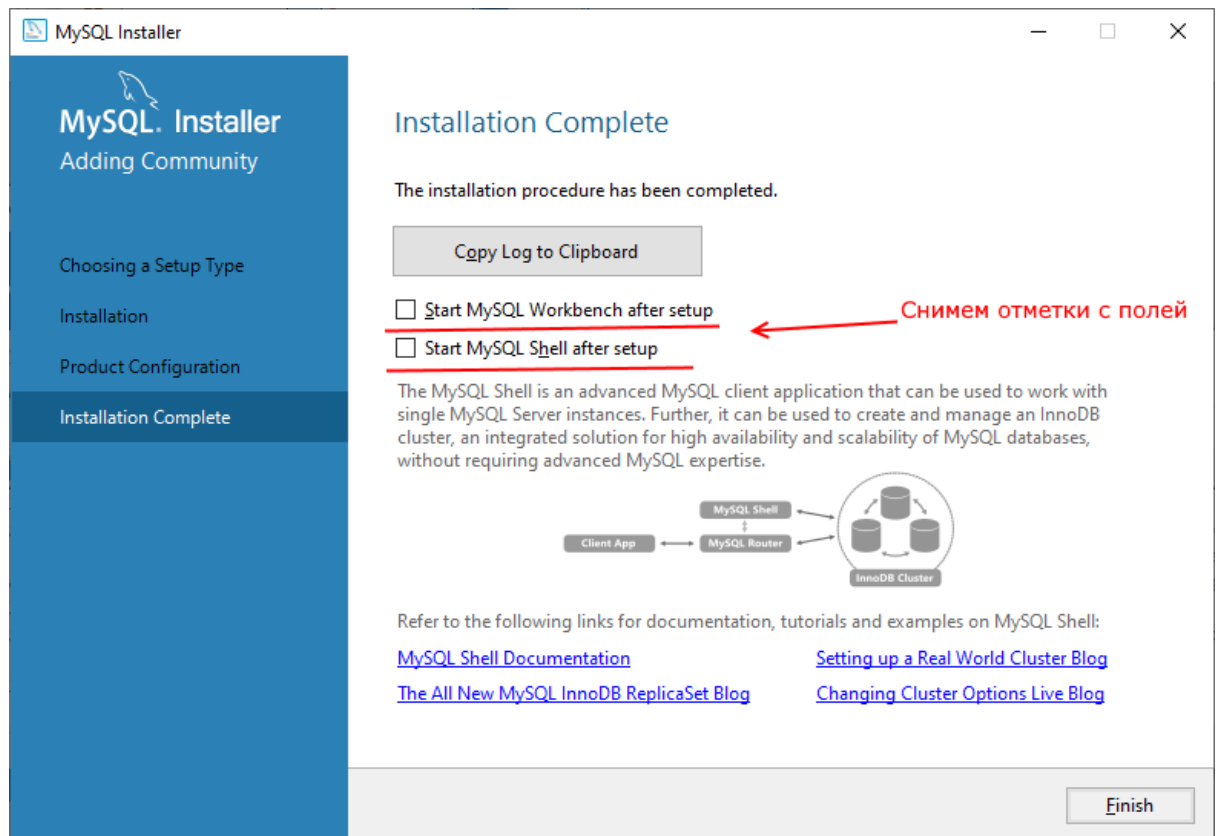 MySQL Installer
MySQL. Installer
Adding Community
Choosing a Setup Type
Installation
Product Configuration
Installation Complete
Installation Complete
The installation procedure has been completed.
Copy Log to Clipboard
Start MySQL Workbench after setup
Снимем отметки с полей
Start MySQL Shell after setup
The MySQL Shell is an advanced MySQL client application that can be used to work with
single MySQL Server instances. Further, it can be used to create and manage an InnoDB
cluster, an integrated solution for high availability and scalability of MySQL databases,
without requiring advanced MySQL expertise.
MySQL Shell
Client App
MySQL Router
InnoDB Cluster
Refer to the following links for documentation, tutorials and examples on MySQL Shell:
MySQL Shell Documentation
Setting up a Real World Cluster Blog
The All New MySQL InnoDB ReplicaSet Blog
Changing Cluster Options Live Blog
Finish